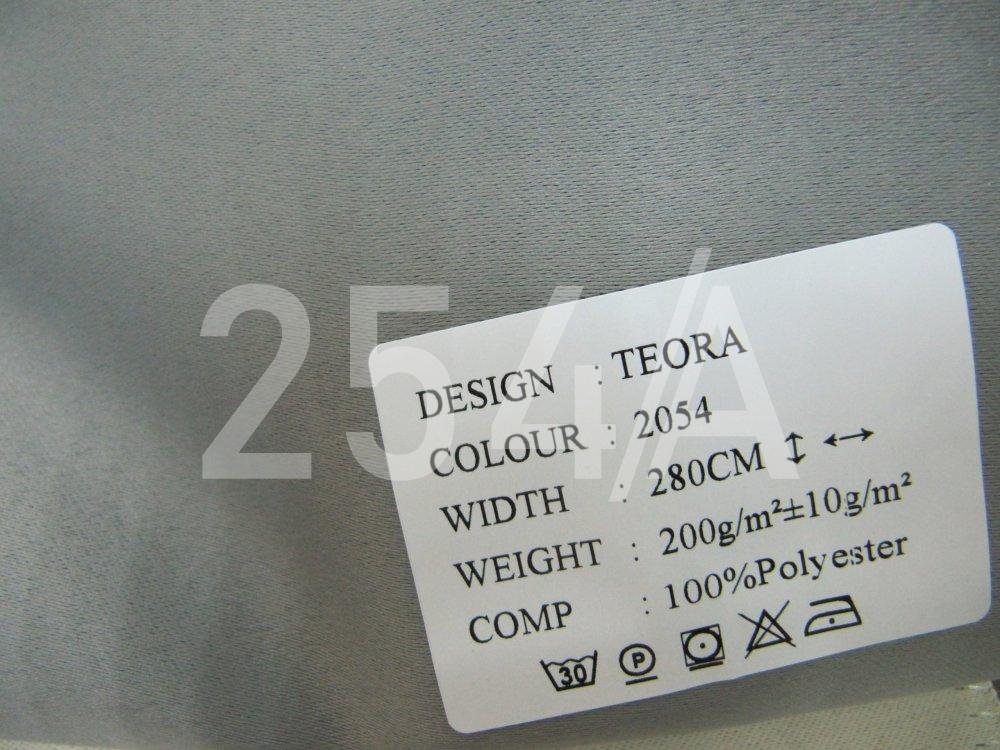 254/A
DESIGN : TEORA
COLOUR : 2054
WIDTH : 280CM ↕ ↔
WEIGHT : 200g/m²±10g/m²
COMP : 100%Polyester
30 P